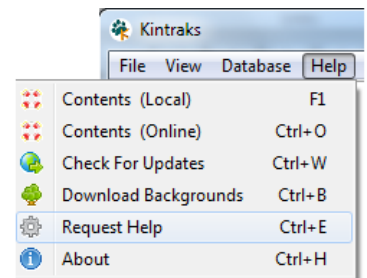 Kintraks
File View Database Help
Contents (Local) F1
Contents (Online) Ctrl+O
Check For Updates Ctrl+W
Download Backgrounds Ctrl+B
Request Help Ctrl+E
About Ctrl+H